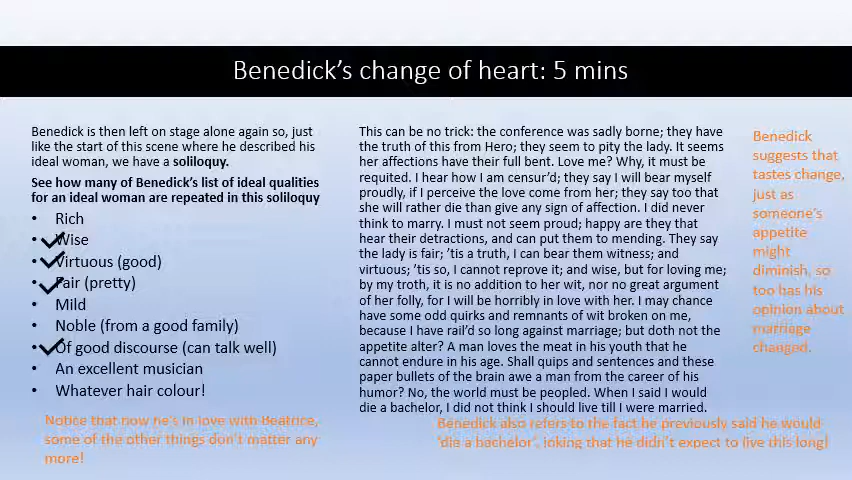 Benedick's change of heart: 5 mins
Benedick is then left on stage alone again so, just
like the start of this scene where he described his
ideal woman, we have a soliloquy.
See how many of Benedick's list of ideal qualities
for an ideal woman are repeated in this soliloquy
• Rich
• Wise
• Virtuous (good)
• Fair (pretty)
• Mild
• Noble (from a good family)
• Of good discourse (can talk well)
• An excellent musician
• Whatever hair colour!
Notice that now he's in love with Beatrice,
some of the other things don't matter any
more!
This can be no trick: the conference was sadly borne; they have
the truth of this from Hero; they seem to pity the lady. It seems
her affections have their full bent. Love me? Why, it must be
requited. I hear how I am censur'd; they say I will bear myself
proudly, if I perceive the love come from her; they say too that
she will rather die than give any sign of affection. I did never
think to marry. I must not seem proud; happy are they that
hear their detractions, and can put them to mending. They say
the lady is fair; 'tis a truth, I can bear them witness; and
virtuous; 'tis so, I cannot reprove it; and wise, but for loving me;
by my troth, it is no addition to her wit, nor no great argument
of her folly, for I will be horribly in love with her. I may chance
have some odd quirks and remnants of wit broken on me,
because I have rail'd so long against marriage; but doth not the
appetite alter? A man loves the meat in his youth that he
cannot endure in his age. Shall quips and sentences and these
paper bullets of the brain awe a man from the career of his
humor? No, the world must be peopled. When I said I would
die a bachelor, I did not think I should live till I were married.
Benedick
suggests that
tastes change,
just as
someone's
appetite
might
diminish, so
too has his
opinion about
marriage
changed.
Benedick also refers to the fact he previously said he would
'die a bachelor', joking that he didn't expect to live this long!